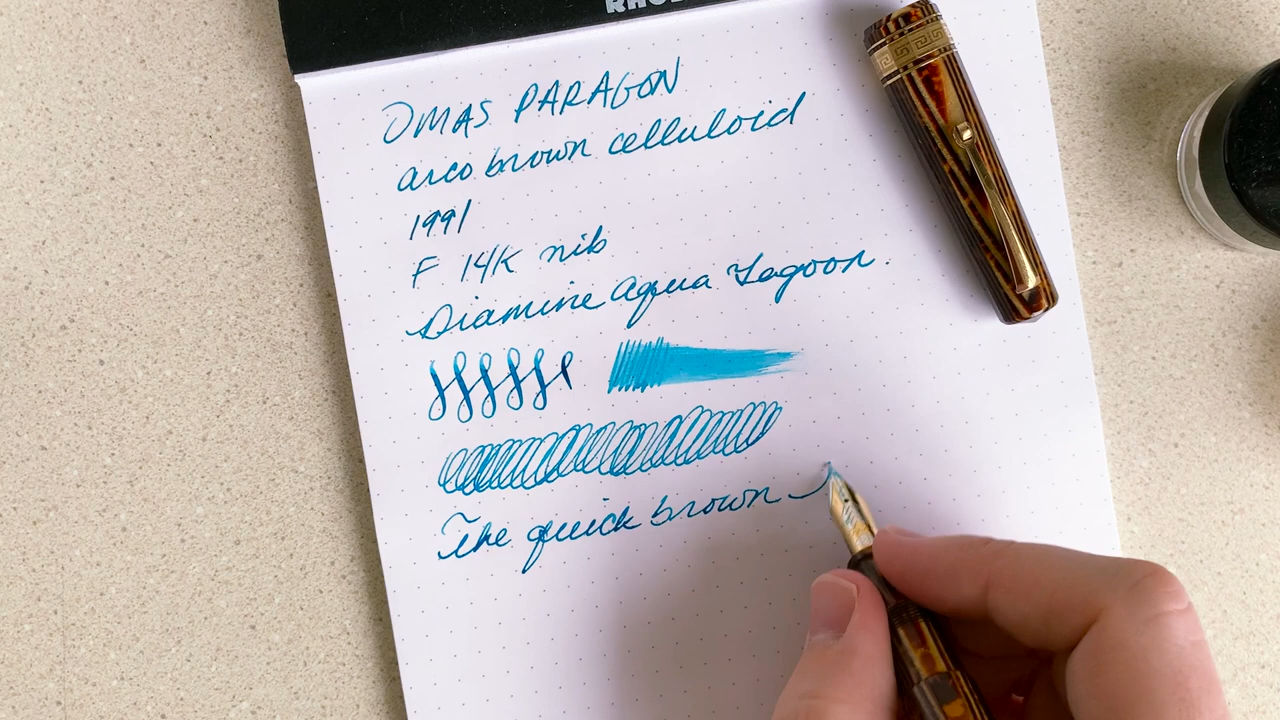 OMAS PARAGON
arco brown celluloid
1991
F 14K nib
Diamine Aqua Lagoon.
The quick brown